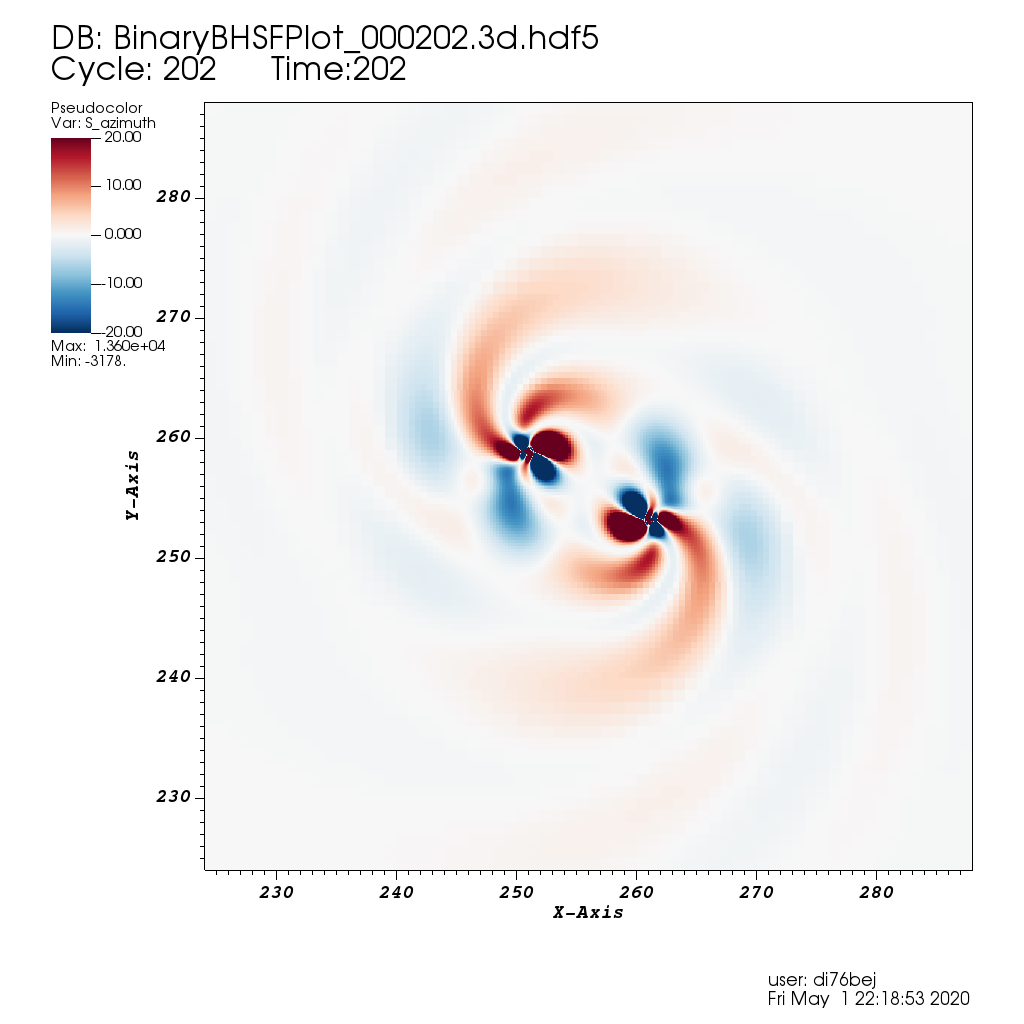 DB: BinaryBHSFPlot_000202.3d.hdf5
Cycle: 202 Time:202
Pseudocolor
Var: S_azimuth
20.00
10.00
0.000
-10.00
-20.00
Max: 1.360e+04
Min: -3178.
280
270
260
250
240
230
Y-Axis
230 240 250 260 270 280
X-Axis
user: di76bej
Fri May 1 22:18:53 2020